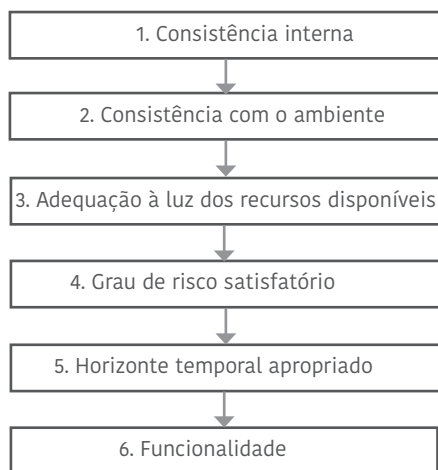 1. Consistência interna
2. Consistência com o ambiente
3. Adequação à luz dos recursos disponíveis
4. Grau de risco satisfatório
5. Horizonte temporal apropriado
6. Funcionalidade